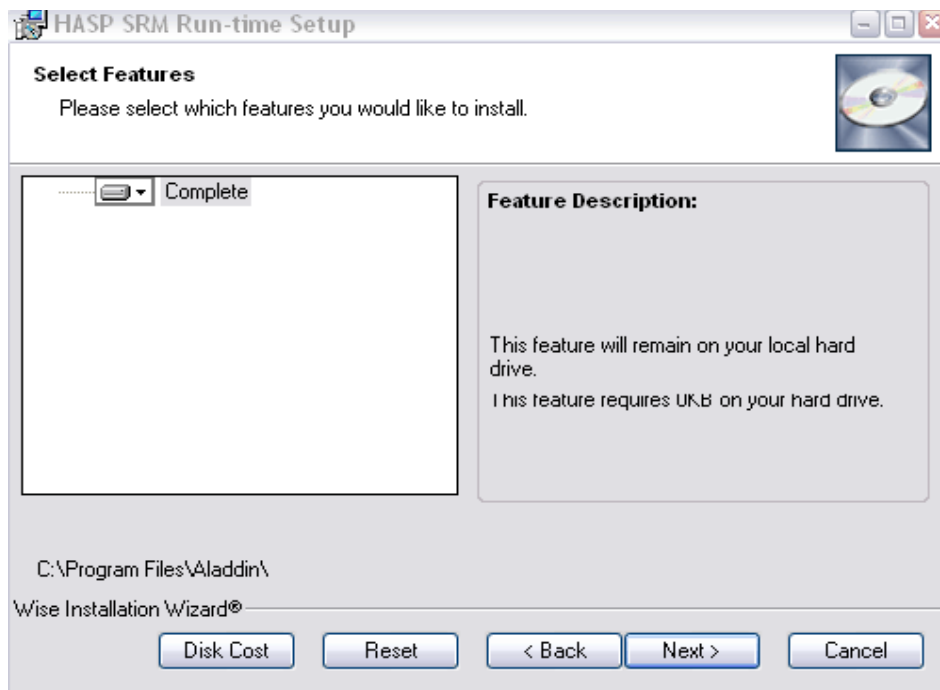 HASP SRM Run-time Setup
Select Features
Please select which features you would like to install.
Complete
Feature Description:
This feature will remain on your local hard
drive.
This feature requires 0KB on your hard drive.
C:\Program Files\Aladdin\
Wise Installation Wizard®
Disk Cost Reset < Back Next > Cancel